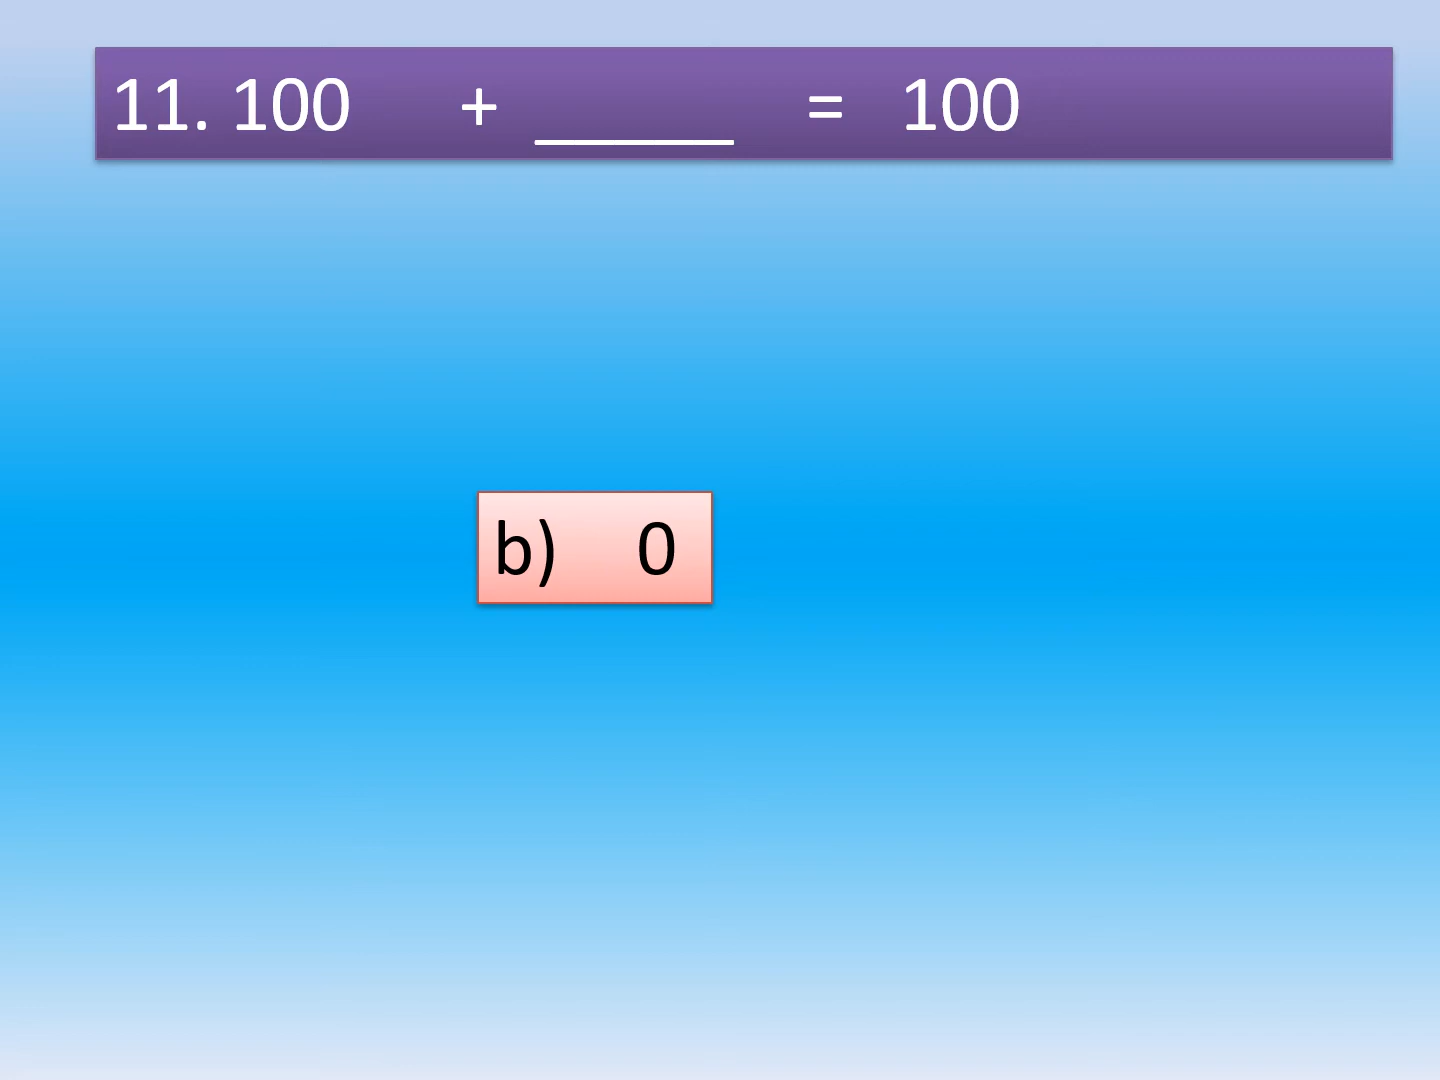 11. 100 + ______ = 100
b) 0